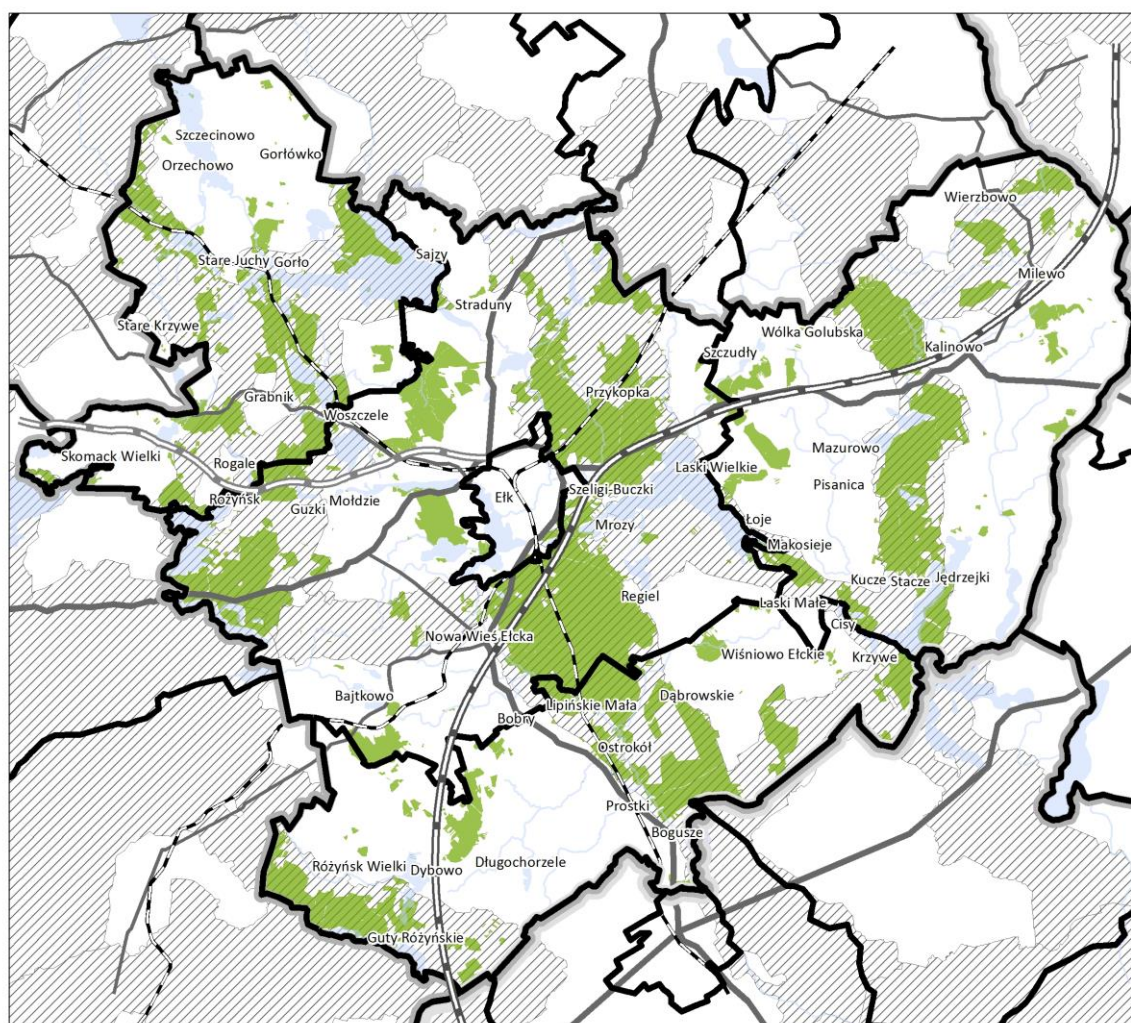 Szczecinowo
Gorłówko
Orzechowo
Wierzbowo
Sajzy
Stare Juchy
Gorło
Milewo
Straduny
Stare Krzywe
Wólka Golubska
Kalinowo
Szczudły
Grabnik
Przykopka
Woszczele
Skomack Wielki
Rogale
Mazurowo
Laski Wielkie
Pisanica
Różyńsk
Mołdzie
Guzki
Ełk
Szeligi-Buczki
Mrozy
Łoje
Makosieje
Kucze
Stacze
Jędrzejki
Regiel
Laski Małe
Cisy
Nowa Wieś Ełcka
Wiśniowo Ełckie
Krzywe
Bajtkowo
Dąbrowskie
Lipińskie Mała
Bobry
Ostrokół
Prostki
Bogusze
Różyńsk Wielki
Dybowo
Długochorzele
Guty Różyńskie